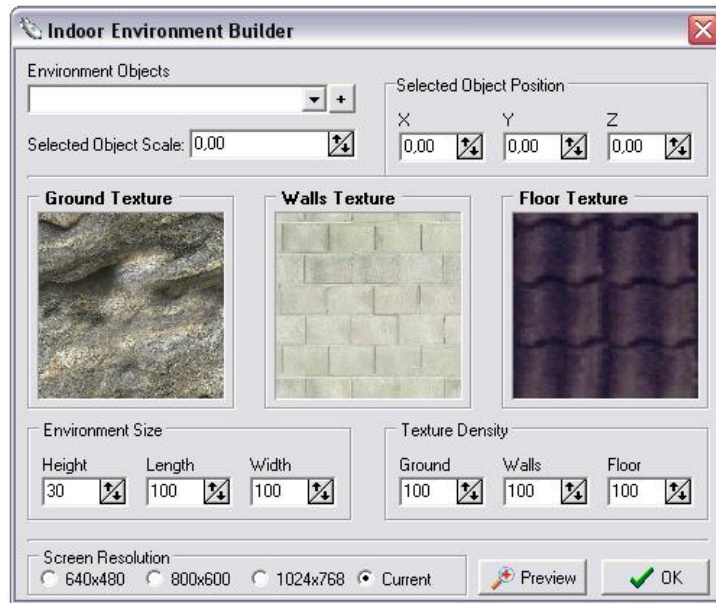 Indoor Environment Builder
Environment Objects
+
Selected Object Scale: 0,00
Selected Object Position
X Y Z
0,00 0,00 0,00
Ground Texture Walls Texture Floor Texture
Environment Size
Height Length Width
30 100 100
Texture Density
Ground Walls Floor
100 100 100
Screen Resolution
640x480 800x600 1024x768 Current
Preview OK